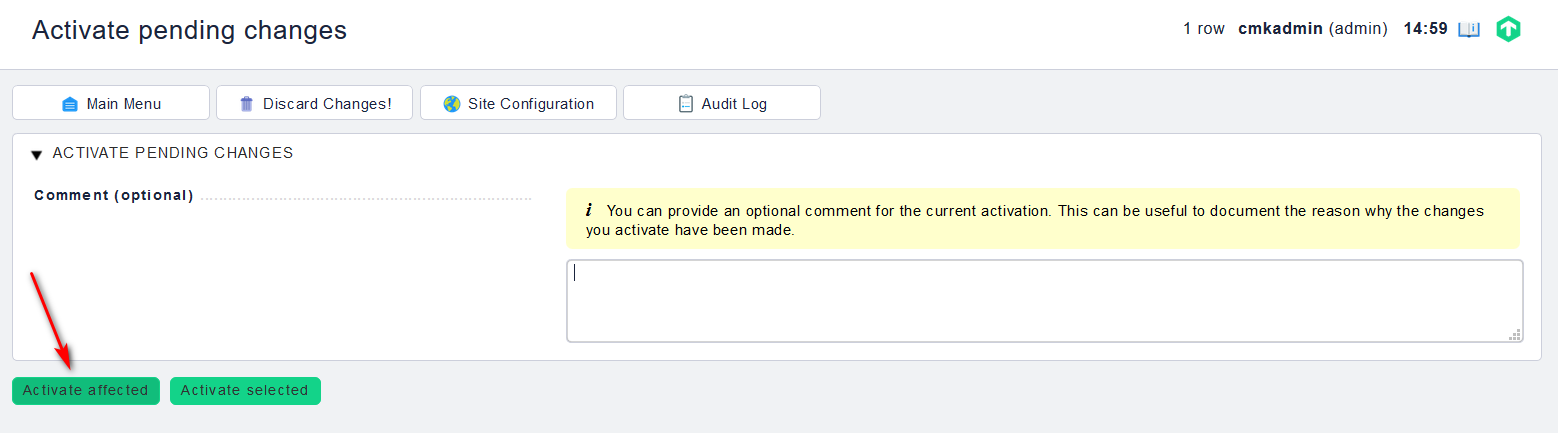 Activate pending changes
1 row cmkadmin (admin) 14:59
Main Menu Discard Changes! Site Configuration Audit Log
ACTIVATE PENDING CHANGES
Comment (optional)
i You can provide an optional comment for the current activation. This can be useful to document the reason why the changes
you activate have been made.
Activate affected Activate selected